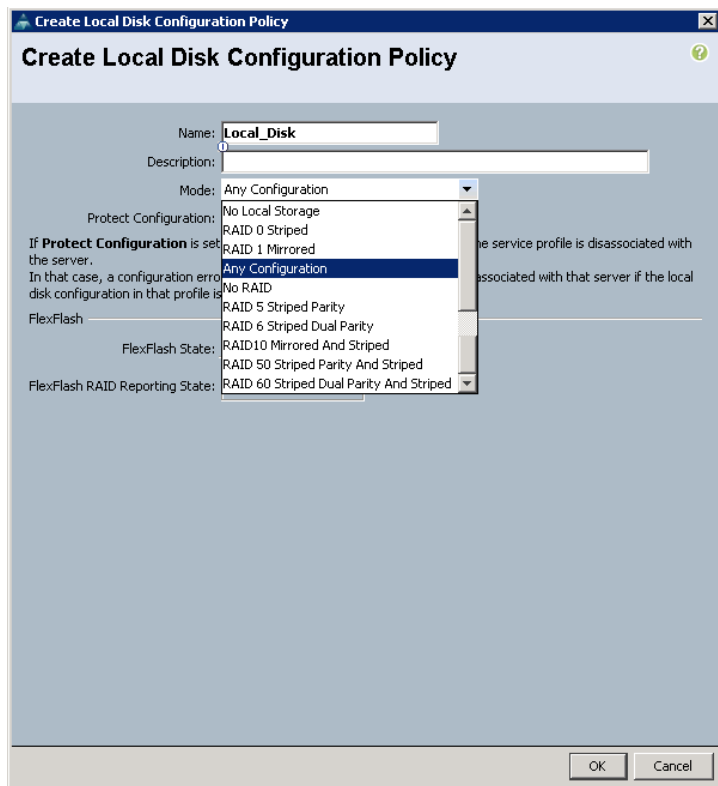 Create Local Disk Configuration Policy
Create Local Disk Configuration Policy
Name: Local_Disk
Description:
Mode: Any Configuration
Protect Configuration:
No Local Storage
RAID 0 Striped
RAID 1 Mirrored
Any Configuration
No RAID
RAID 5 Striped Parity
RAID 6 Striped Dual Parity
RAID10 Mirrored And Striped
RAID 50 Striped Parity And Striped
RAID 60 Striped Dual Parity And Striped
If Protect Configuration is set he service profile is disassociated with
the server.
In that case, a configuration erro associated with that server if the local
disk configuration in that profile is
FlexFlash
FlexFlash State:
FlexFlash RAID Reporting State:
OK Cancel